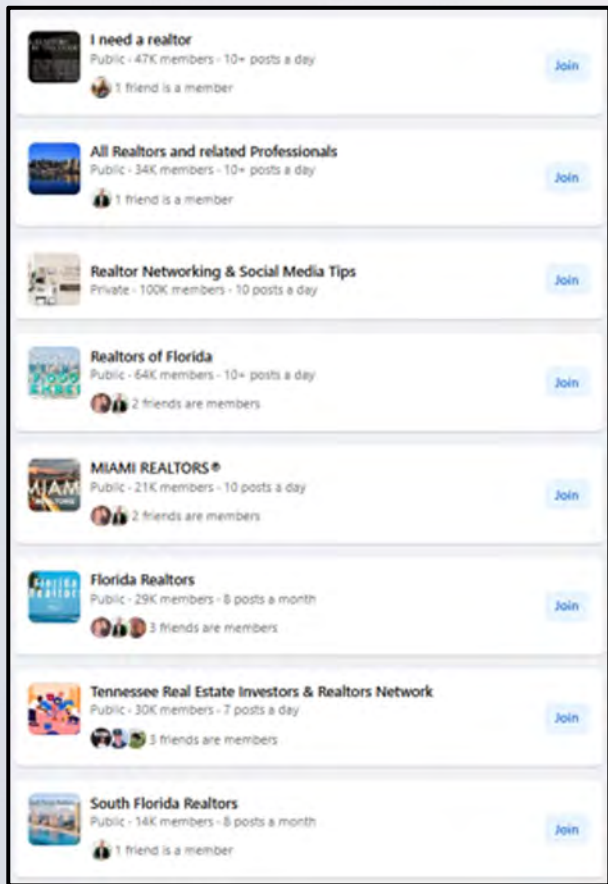 I need a realtor
Public - 47K members - 10+ posts a day
1 friend is a member
Join
All Realtors and related Professionals
Public - 34K members - 10+ posts a day
1 friend is a member
Join
Realtor Networking & Social Media Tips
Private - 100K members - 10 posts a day
Join
Realtors of Florida
Public - 64K members - 10+ posts a day
2 friends are members
Join
MIAMI REALTORS®
Public - 21K members - 10 posts a day
2 friends are members
Join
Florida Realtors
Public - 29K members - 8 posts a month
3 friends are members
Join
Tennessee Real Estate Investors & Realtors Network
Public - 30K members - 7 posts a day
3 friends are members
Join
South Florida Realtors
Public - 14K members - 8 posts a month
1 friend is a member
Join